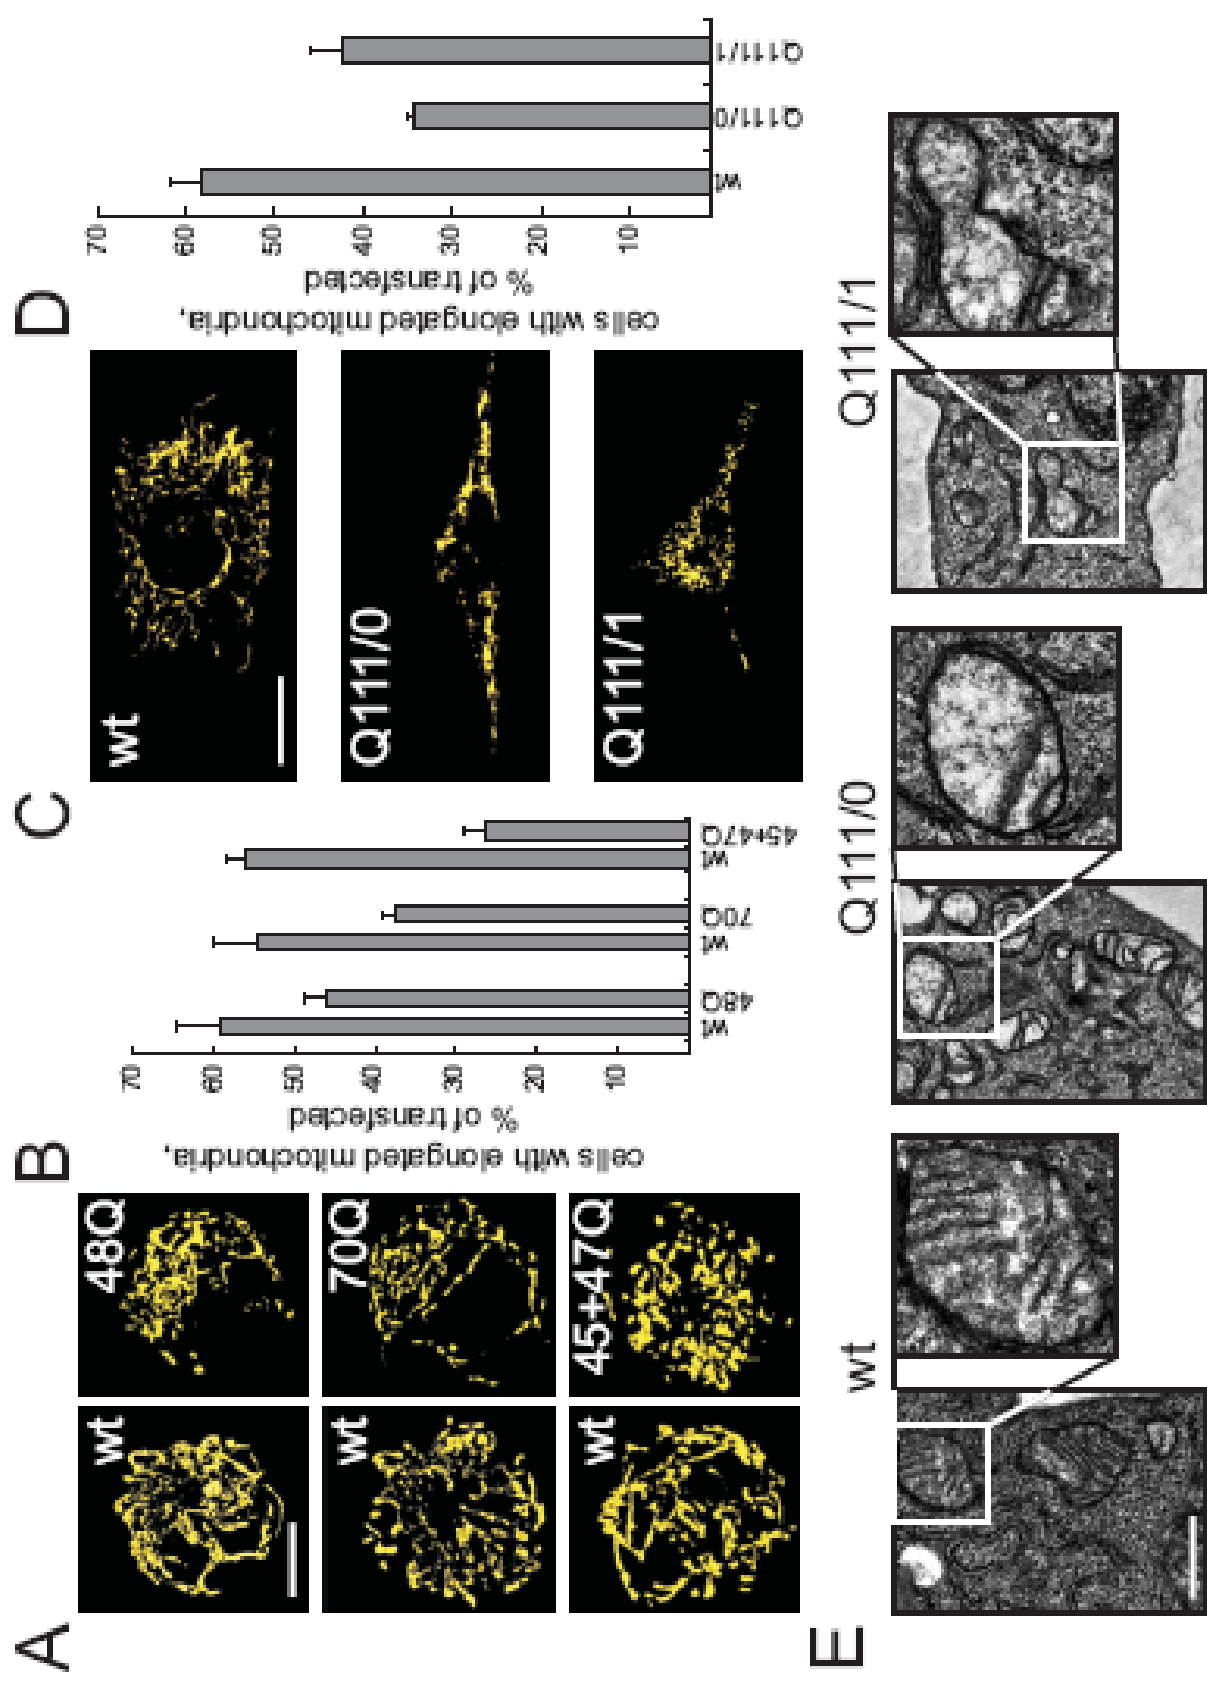 A
wt
48Q
wt
70Q
wt
45+47Q
B
cells with elongated mitochondria,
% of transfected
70
60
50
40
30
20
10
wt
48Q
wt
70Q
wt
45+47Q
C
wt
Q111/0
Q111/1
D
cells with elongated mitochondria,
% of transfected
70
60
50
40
30
20
10
wt
Q111/0
Q111/1
E
wt
Q111/0
Q111/1